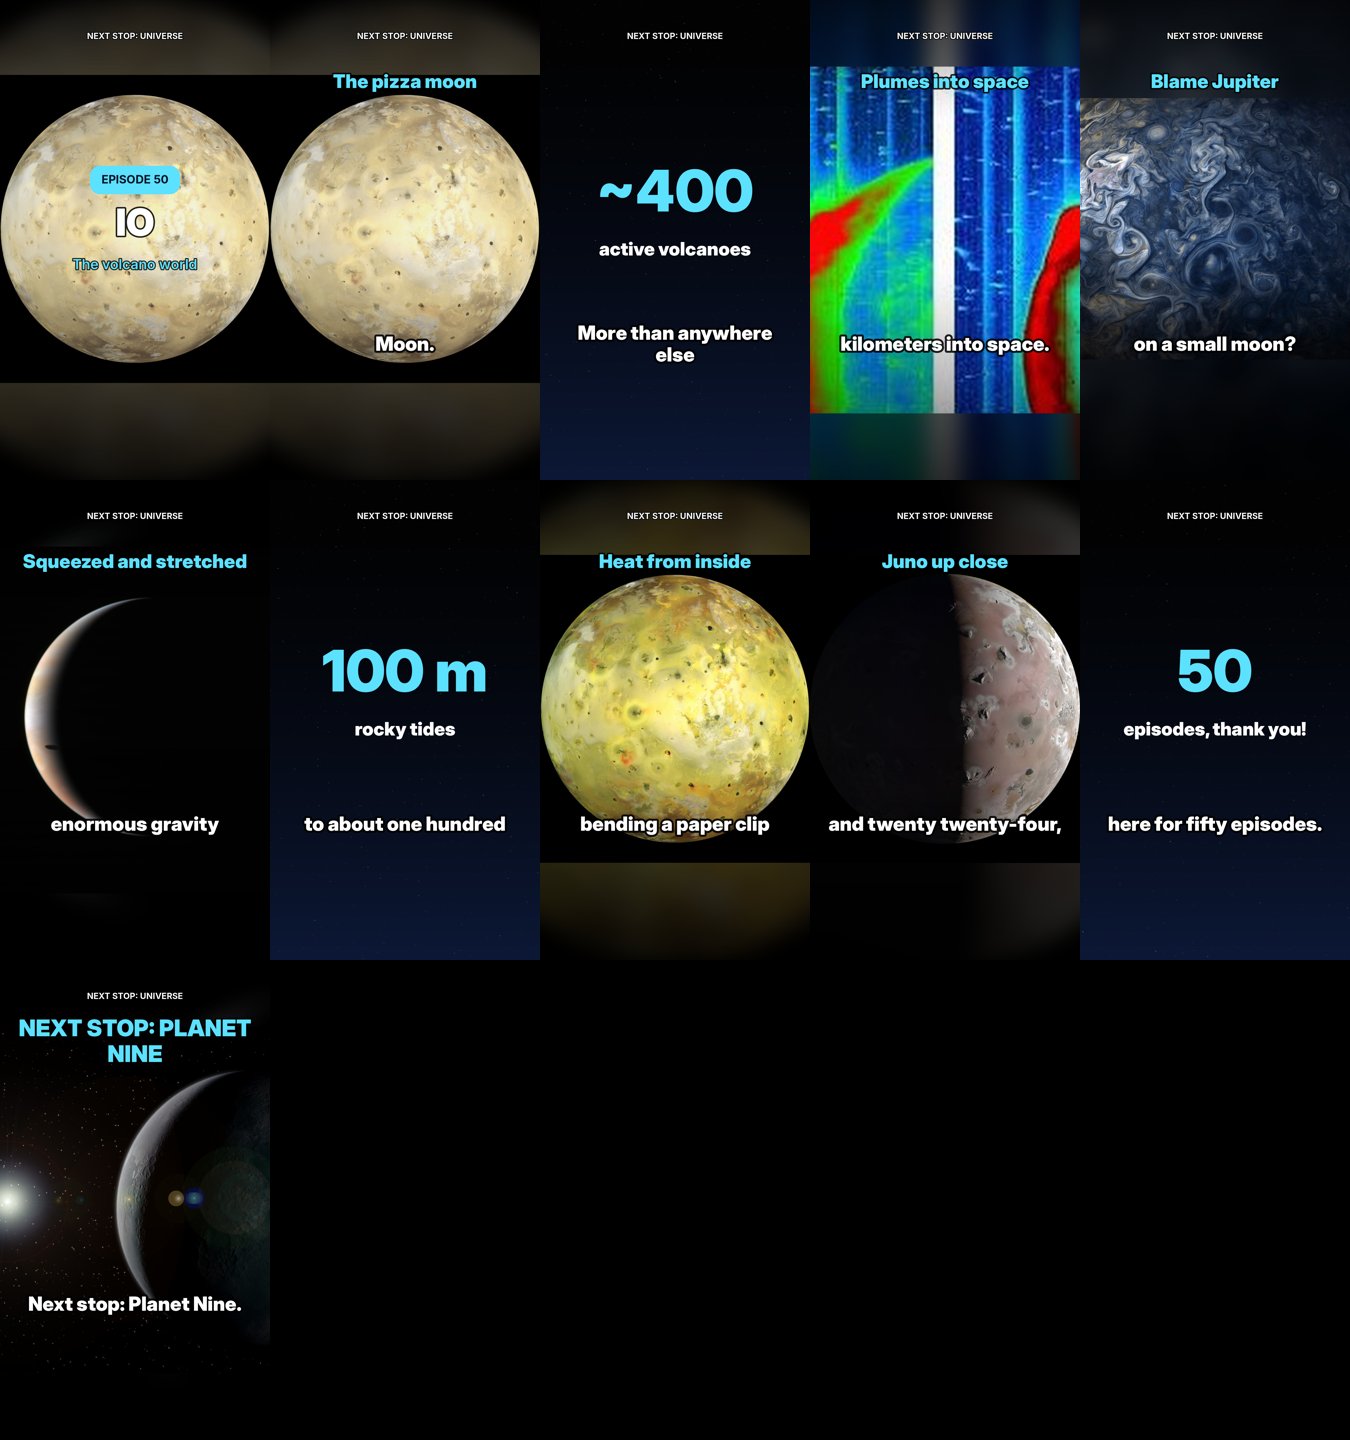 NEXT STOP: UNIVERSE
EPISODE 50
IO
The volcano world
NEXT STOP: UNIVERSE
The pizza moon
Moon.
NEXT STOP: UNIVERSE
~400
active volcanoes
More than anywhere
else
NEXT STOP: UNIVERSE
Plumes into space
kilometers into space.
NEXT STOP: UNIVERSE
Blame Jupiter
on a small moon?
NEXT STOP: UNIVERSE
Squeezed and stretched
enormous gravity
NEXT STOP: UNIVERSE
100 m
rocky tides
to about one hundred
NEXT STOP: UNIVERSE
Heat from inside
bending a paper clip
NEXT STOP: UNIVERSE
Juno up close
and twenty twenty-four,
NEXT STOP: UNIVERSE
50
episodes, thank you!
here for fifty episodes.
NEXT STOP: UNIVERSE
NEXT STOP: PLANET
NINE
Next stop: Planet Nine.